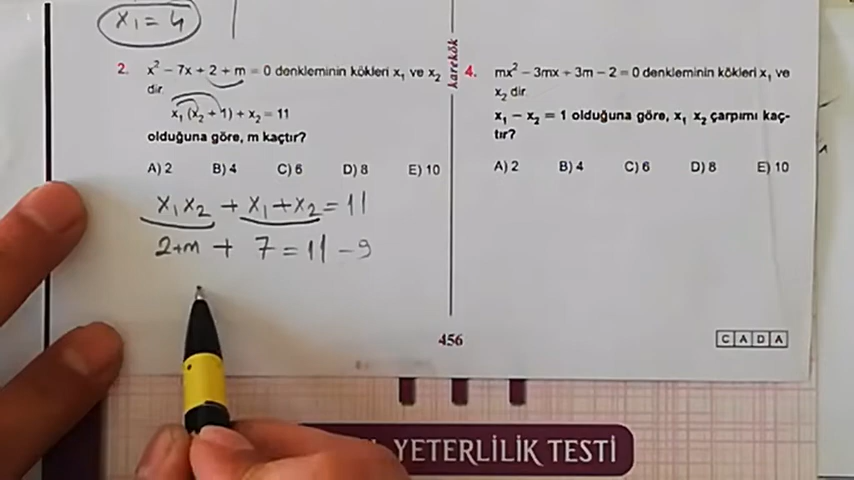 x₁ = 4
2. x² − 7x + 2 + m = 0 denkleminin kökleri x₁ ve x₂
dir.
x₁(x₂ + 1) + x₂ = 11
olduğuna göre, m kaçtır?
A) 2 B) 4 C) 6 D) 8 E) 10
x₁x₂ + x₁+x₂ = 11
2+m + 7 = 11 − 9
karekök
4. mx² − 3mx + 3m − 2 = 0 denkleminin kökleri x₁ ve
x₂ dir.
x₁ − x₂ = 1 olduğuna göre, x₁ x₂ çarpımı kaç-
tır?
A) 2 B) 4 C) 6 D) 8 E) 10
456
C A D A
YETERLİLİK TESTİ